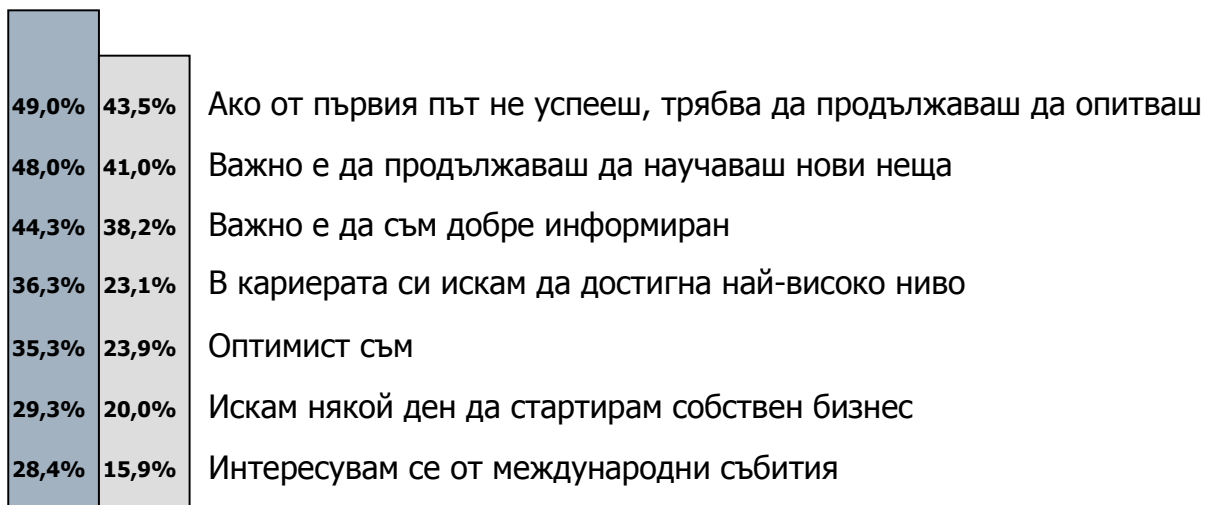 49,0% 43,5% Ако от първия път не успееш, трябва да продължаваш да опитваш
48,0% 41,0% Важно е да продължаваш да научаваш нови неща
44,3% 38,2% Важно е да съм добре информиран
36,3% 23,1% В кариерата си искам да достигна най-високо ниво
35,3% 23,9% Оптимист съм
29,3% 20,0% Искам някой ден да стартирам собствен бизнес
28,4% 15,9% Интересувам се от международни събития